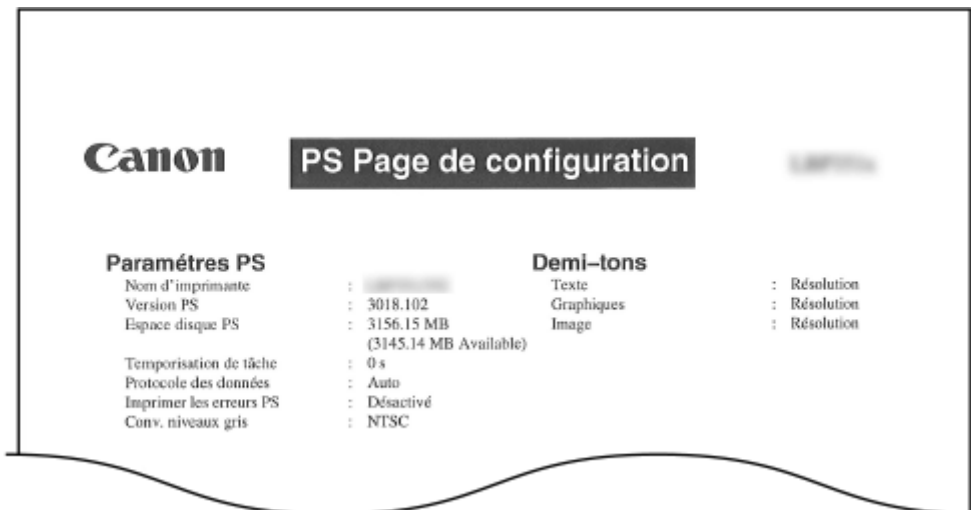 Canon
PS Page de configuration
Paramétres PS
Nom d'imprimante :
Version PS : 3018.102
Espace disque PS : 3156.15 MB
(3145.14 MB Available)
Temporisation de tâche : 0 s
Protocole des données : Auto
Imprimer les erreurs PS : Désactivé
Conv. niveaux gris : NTSC
Demi–tons
Texte : Résolution
Graphiques : Résolution
Image : Résolution